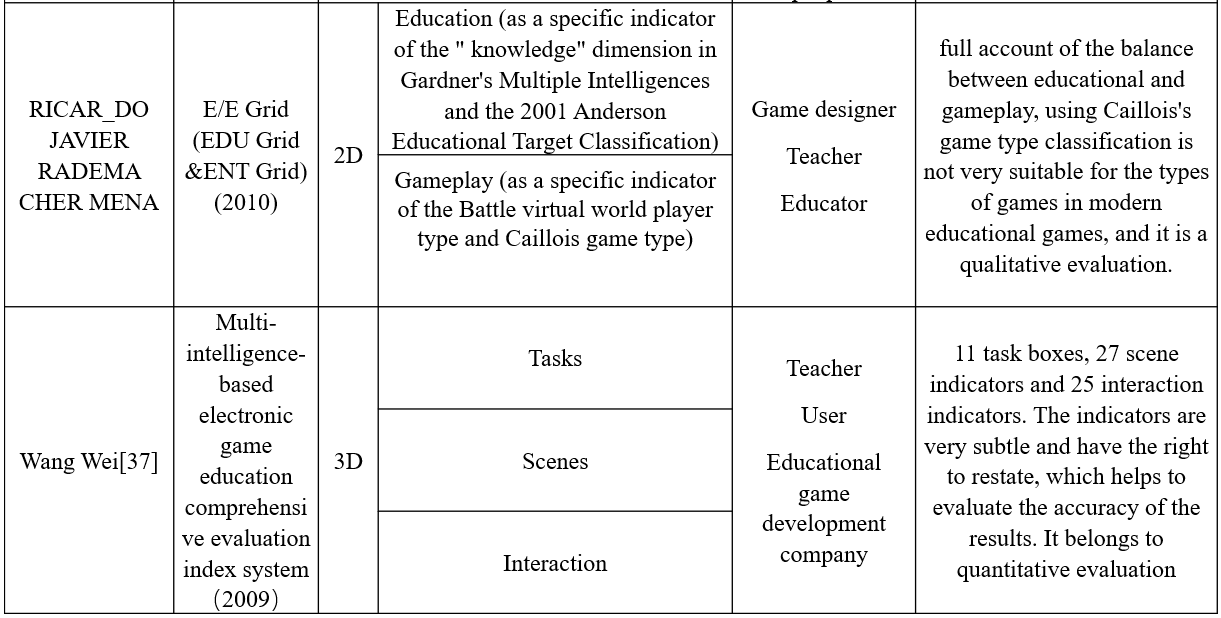 RICAR_DO
JAVIER
RADEMA
CHER MENA
E/E Grid
(EDU Grid
&ENT Grid)
(2010)
2D
Education (as a specific indicator
of the " knowledge" dimension in
Gardner's Multiple Intelligences
and the 2001 Anderson
Educational Target Classification)
Gameplay (as a specific indicator
of the Battle virtual world player
type and Caillois game type)
Game designer
Teacher
Educator
full account of the balance
between educational and
gameplay, using Caillois's
game type classification is
not very suitable for the types
of games in modern
educational games, and it is a
qualitative evaluation.
Wang Wei[37]
Multi-
intelligence-
based
electronic
game
education
comprehensi
ve evaluation
index system
（2009）
3D
Tasks
Scenes
Interaction
Teacher
User
Educational
game
development
company
11 task boxes, 27 scene
indicators and 25 interaction
indicators. The indicators are
very subtle and have the right
to restate, which helps to
evaluate the accuracy of the
results. It belongs to
quantitative evaluation